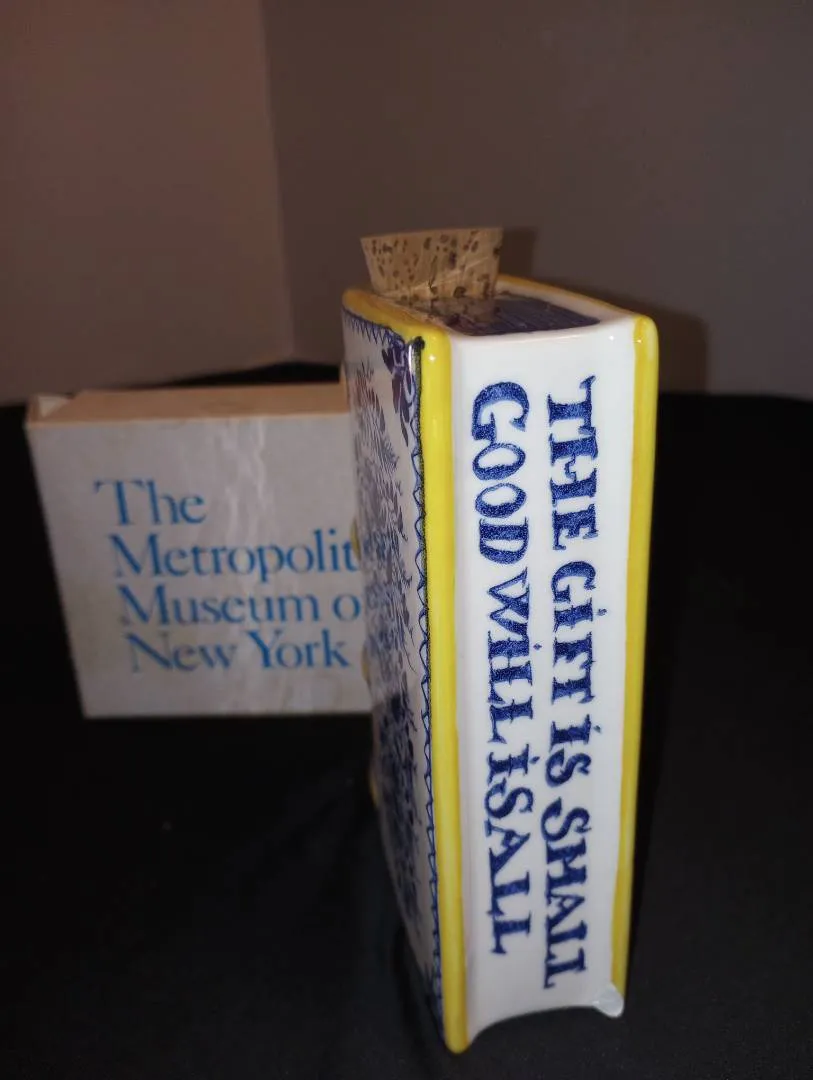 The
Metropolit
Museum o
New York
THE GIFT IS SMALL
GOOD WILL IS ALL